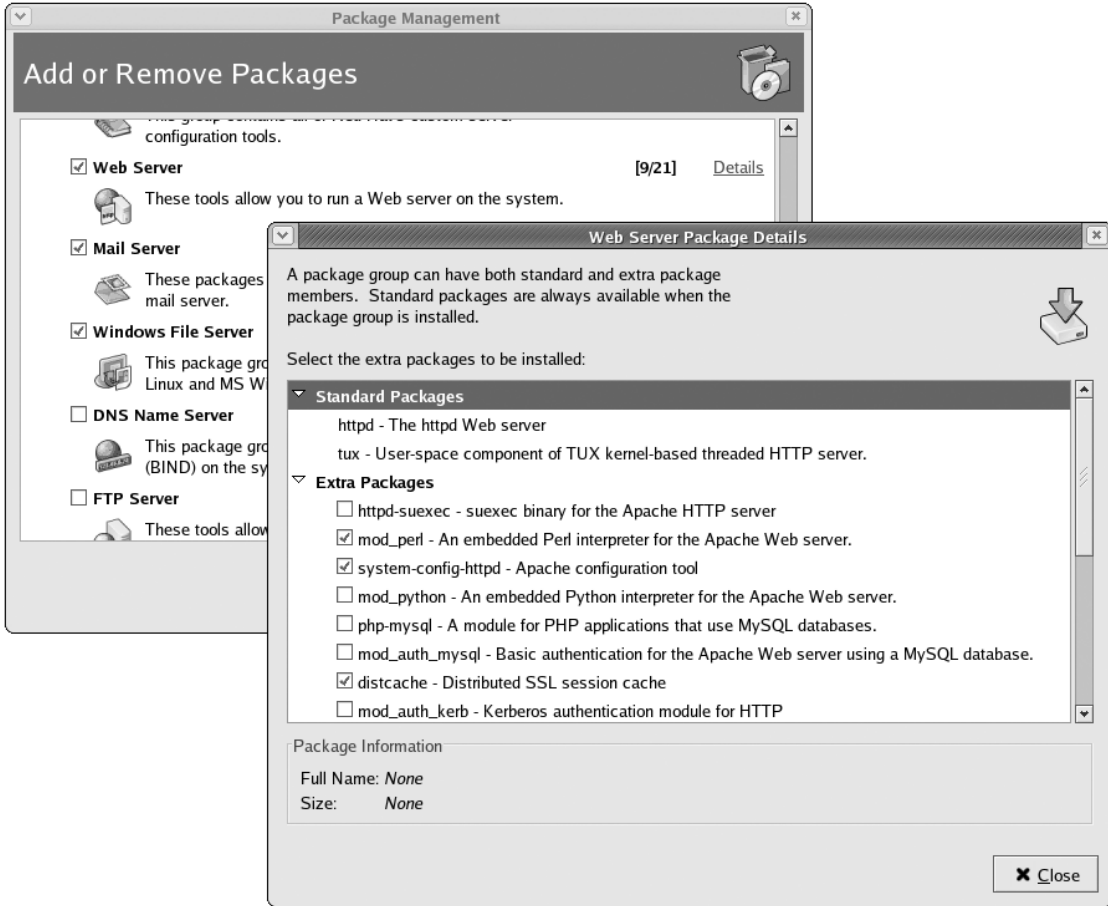 Package Management
Add or Remove Packages
configuration tools.
Web Server [9/21] Details
These tools allow you to run a Web server on the system.
Mail Server
These packages
mail server.
Windows File Server
This package gro
Linux and MS Wi
DNS Name Server
This package gro
(BIND) on the sy
FTP Server
These tools allow
Web Server Package Details
A package group can have both standard and extra package
members. Standard packages are always available when the
package group is installed.
Select the extra packages to be installed:
Standard Packages
httpd - The httpd Web server
tux - User-space component of TUX kernel-based threaded HTTP server.
Extra Packages
httpd-suexec - suexec binary for the Apache HTTP server
mod_perl - An embedded Perl interpreter for the Apache Web server.
system-config-httpd - Apache configuration tool
mod_python - An embedded Python interpreter for the Apache Web server.
php-mysql - A module for PHP applications that use MySQL databases.
mod_auth_mysql - Basic authentication for the Apache Web server using a MySQL database.
distcache - Distributed SSL session cache
mod_auth_kerb - Kerberos authentication module for HTTP
Package Information
Full Name: None
Size: None
Close